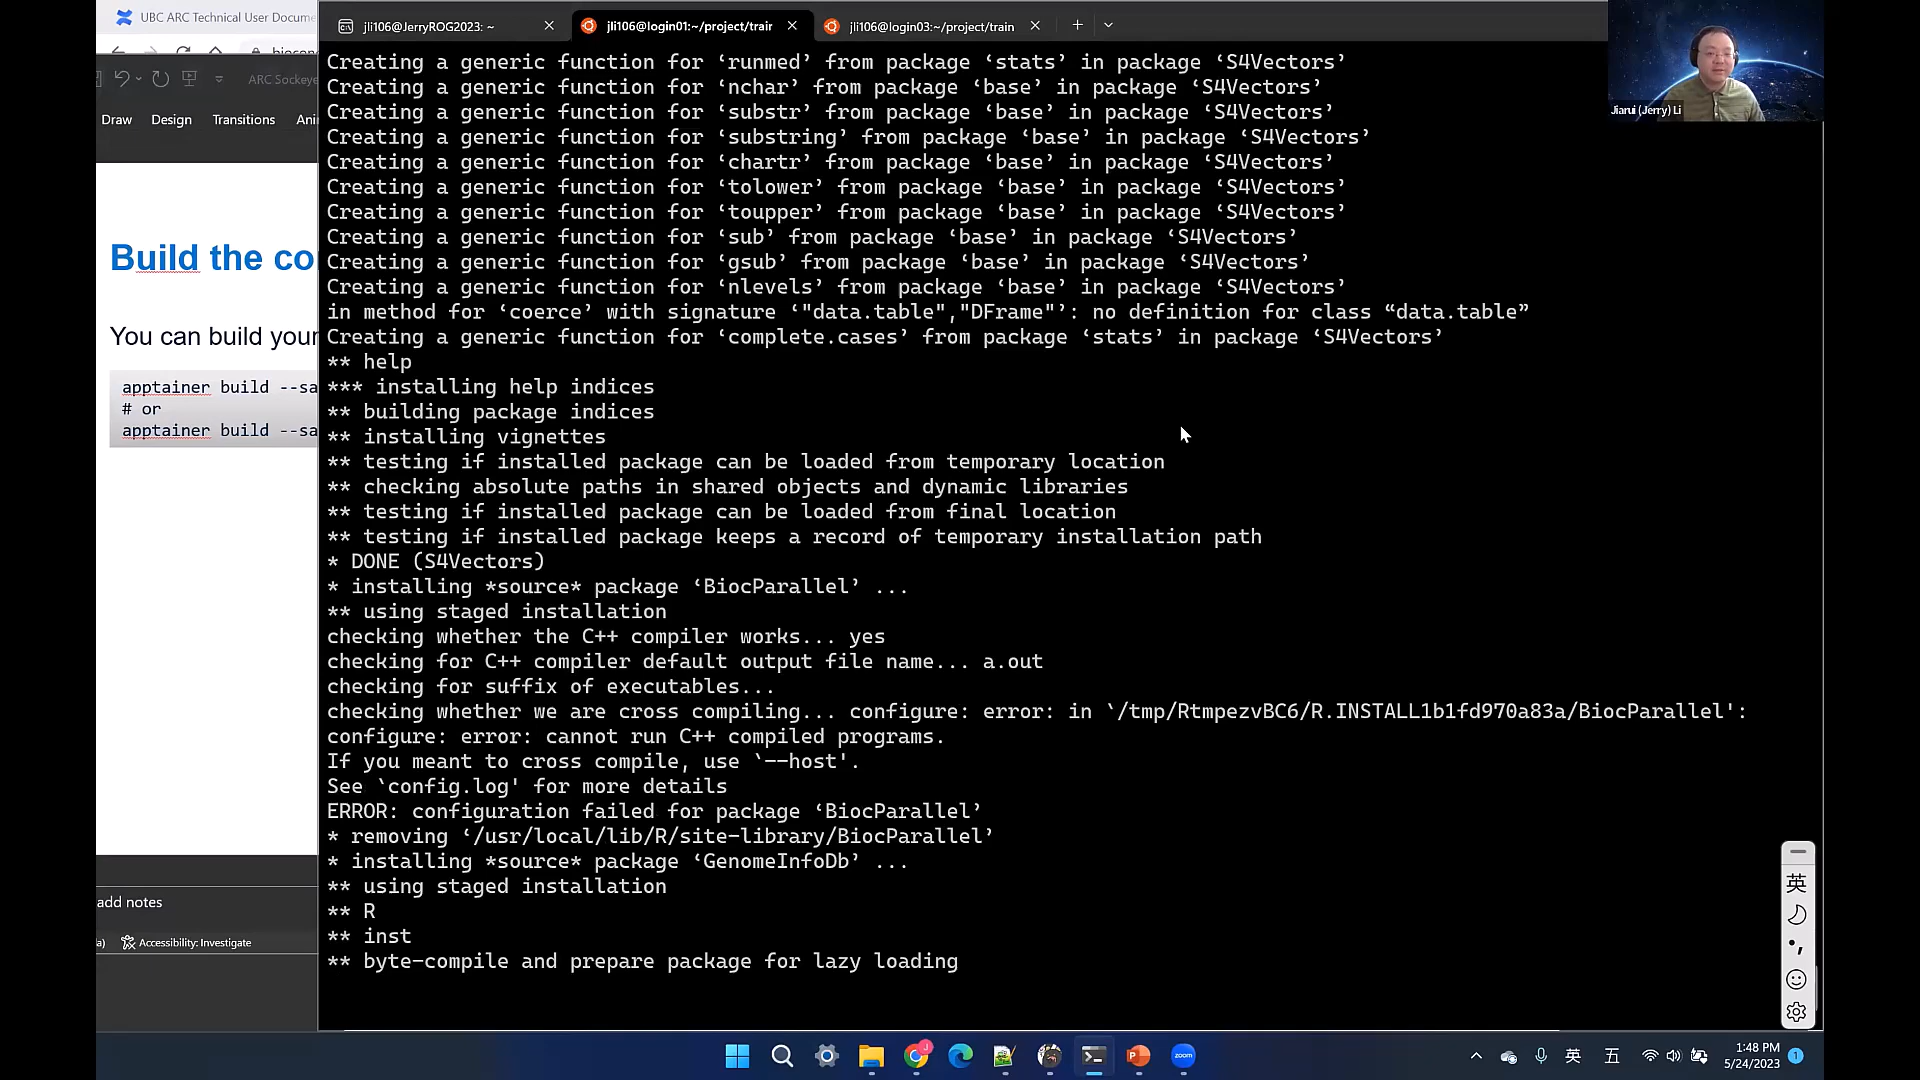 UBC ARC Technical User Docume
jli106@JerryROG2023: ~
jli106@login01:~/project/trair
jli106@login03:~/project/train
ARC Sockeye
Draw
Design
Transitions
Ani
Build the co
You can build your
apptainer build --sa
# or
apptainer build --sa
add notes
Accessibility: Investigate
Creating a generic function for ‘runmed’ from package ‘stats’ in package ‘S4Vectors’
Creating a generic function for ‘nchar’ from package ‘base’ in package ‘S4Vectors’
Creating a generic function for ‘substr’ from package ‘base’ in package ‘S4Vectors’
Creating a generic function for ‘substring’ from package ‘base’ in package ‘S4Vectors’
Creating a generic function for ‘chartr’ from package ‘base’ in package ‘S4Vectors’
Creating a generic function for ‘tolower’ from package ‘base’ in package ‘S4Vectors’
Creating a generic function for ‘toupper’ from package ‘base’ in package ‘S4Vectors’
Creating a generic function for ‘sub’ from package ‘base’ in package ‘S4Vectors’
Creating a generic function for ‘gsub’ from package ‘base’ in package ‘S4Vectors’
Creating a generic function for ‘nlevels’ from package ‘base’ in package ‘S4Vectors’
in method for ‘coerce’ with signature ‘"data.table","DFrame"’: no definition for class “data.table”
Creating a generic function for ‘complete.cases’ from package ‘stats’ in package ‘S4Vectors’
** help
*** installing help indices
** building package indices
** installing vignettes
** testing if installed package can be loaded from temporary location
** checking absolute paths in shared objects and dynamic libraries
** testing if installed package can be loaded from final location
** testing if installed package keeps a record of temporary installation path
* DONE (S4Vectors)
* installing *source* package ‘BiocParallel’ ...
** using staged installation
checking whether the C++ compiler works... yes
checking for C++ compiler default output file name... a.out
checking for suffix of executables...
checking whether we are cross compiling... configure: error: in `/tmp/RtmpezvBC6/R.INSTALL1b1fd970a83a/BiocParallel':
configure: error: cannot run C++ compiled programs.
If you meant to cross compile, use `--host'.
See `config.log' for more details
ERROR: configuration failed for package ‘BiocParallel’
* removing ‘/usr/local/lib/R/site-library/BiocParallel’
* installing *source* package ‘GenomeInfoDb’ ...
** using staged installation
** R
** inst
** byte-compile and prepare package for lazy loading
Jiarui (Jerry) Li
英
zoom
英
五
1:48 PM
5/24/2023
1